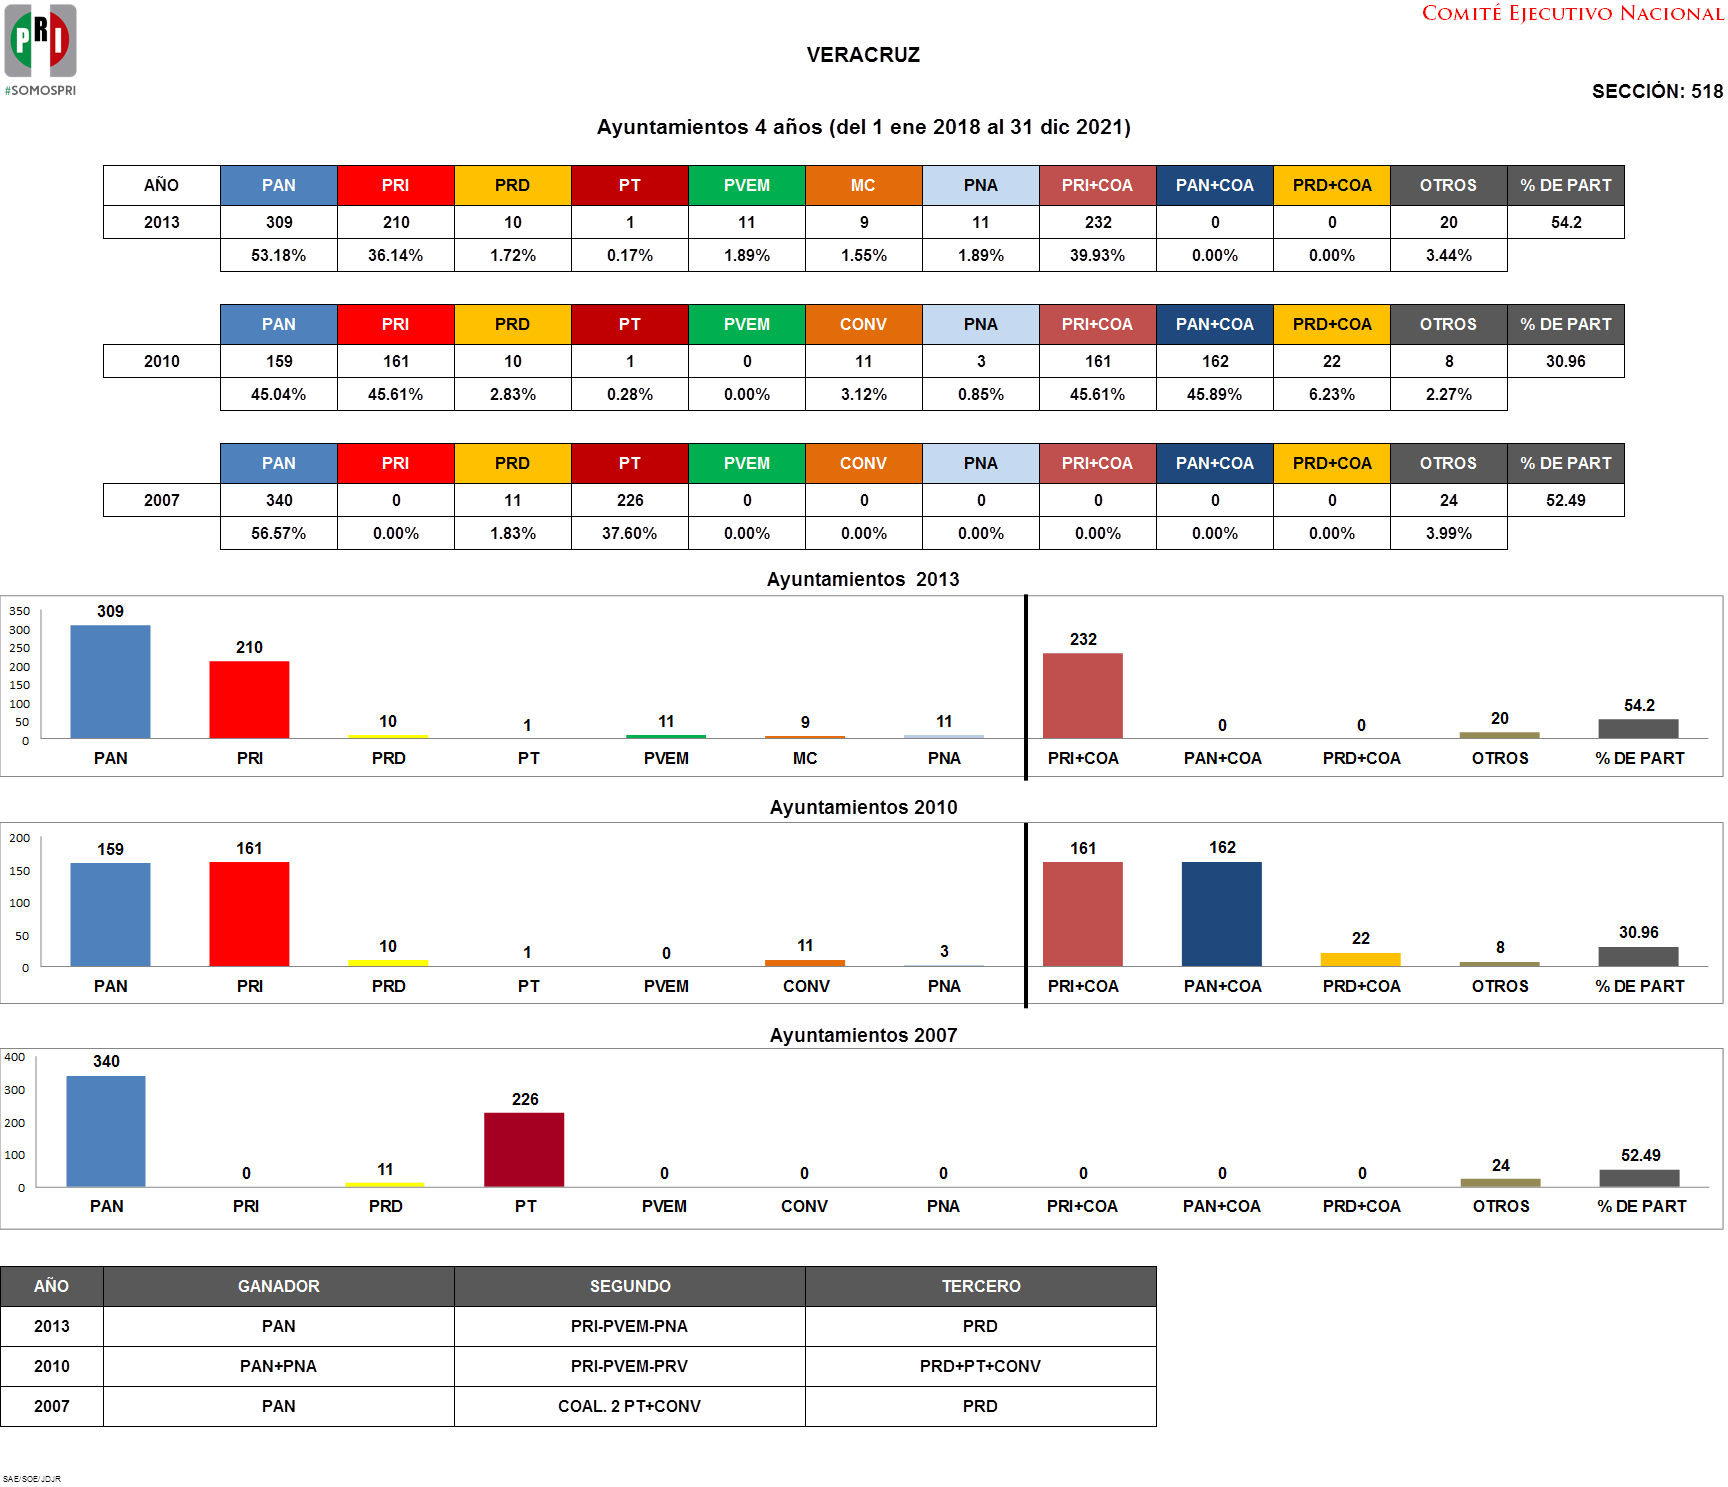 PRI
#SOMOSPRI
COMITÉ EJECUTIVO NACIONAL
VERACRUZ
SECCIÓN: 518
Ayuntamientos 4 años (del 1 ene 2018 al 31 dic 2021)
AÑO PAN PRI PRD PT PVEM MC PNA PRI+COA PAN+COA PRD+COA OTROS % DE PART
2013 309 210 10 1 11 9 11 232 0 0 20 54.2
53.18% 36.14% 1.72% 0.17% 1.89% 1.55% 1.89% 39.93% 0.00% 0.00% 3.44%
PAN PRI PRD PT PVEM CONV PNA PRI+COA PAN+COA PRD+COA OTROS % DE PART
2010 159 161 10 1 0 11 3 161 162 22 8 30.96
45.04% 45.61% 2.83% 0.28% 0.00% 3.12% 0.85% 45.61% 45.89% 6.23% 2.27%
PAN PRI PRD PT PVEM CONV PNA PRI+COA PAN+COA PRD+COA OTROS % DE PART
2007 340 0 11 226 0 0 0 0 0 0 24 52.49
56.57% 0.00% 1.83% 37.60% 0.00% 0.00% 0.00% 0.00% 0.00% 0.00% 3.99%
Ayuntamientos 2013
350
300
250
200
150
100
50
0
309 210 10 1 11 9 11 232 0 0 20 54.2
PAN PRI PRD PT PVEM MC PNA PRI+COA PAN+COA PRD+COA OTROS % DE PART
Ayuntamientos 2010
200
150
100
50
0
159 161 10 1 0 11 3 161 162 22 8 30.96
PAN PRI PRD PT PVEM CONV PNA PRI+COA PAN+COA PRD+COA OTROS % DE PART
Ayuntamientos 2007
400
300
200
100
0
340 0 11 226 0 0 0 0 0 0 24 52.49
PAN PRI PRD PT PVEM CONV PNA PRI+COA PAN+COA PRD+COA OTROS % DE PART
AÑO GANADOR SEGUNDO TERCERO
2013 PAN PRI-PVEM-PNA PRD
2010 PAN+PNA PRI-PVEM-PRV PRD+PT+CONV
2007 PAN COAL. 2 PT+CONV PRD
SAE/SOE/JDJR